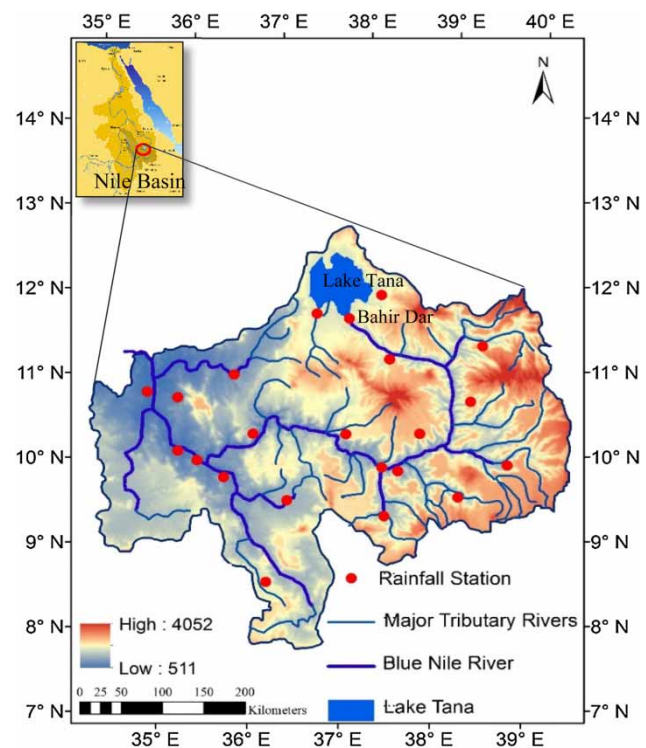 35° E 36° E 37° E 38° E 39° E 40° E
N
14° N 14° N
Nile Basin
13° N 13° N
12° N Lake Tana 12° N
Bahir Dar
11° N 11° N
10° N 10° N
9° N 9° N
Rainfall Station
High : 4052
Major Tributary Rivers
8° N 8° N
Low : 511
Blue Nile River
0 25 50 100 150 200
Kilometers
Lake Tana
7° N 7° N
35° E 36° E 37° E 38° E 39° E